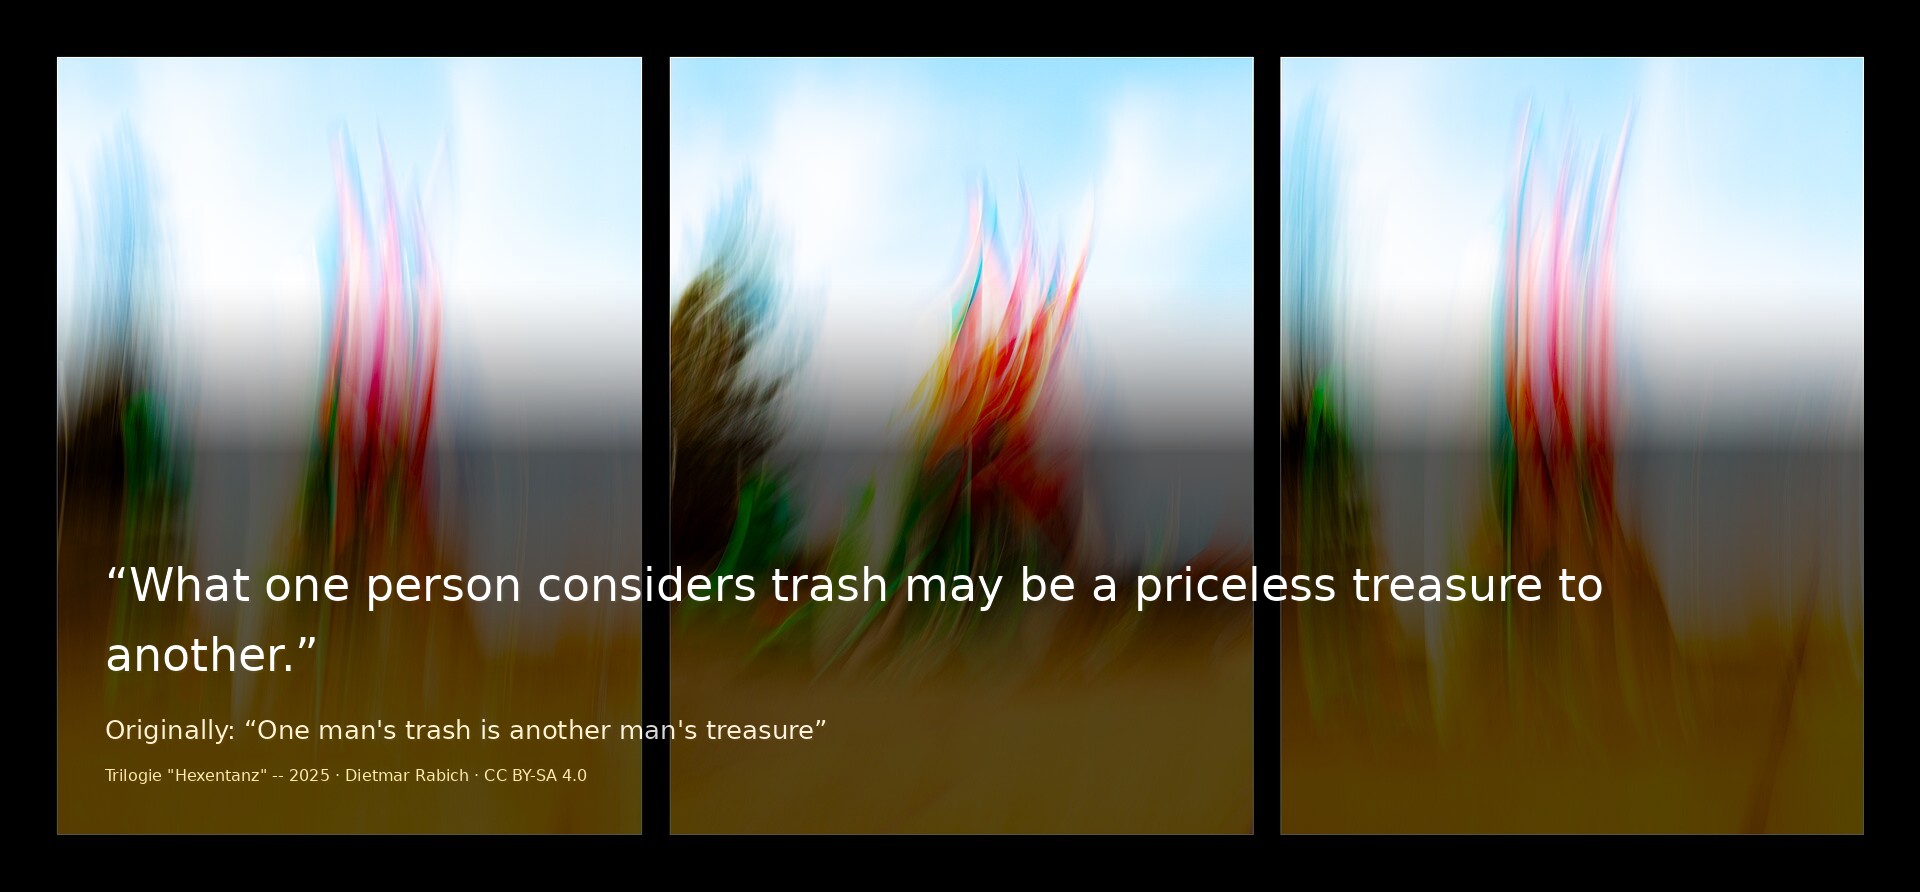 “What one person considers trash may be a priceless treasure to
another.”
Originally: “One man's trash is another man's treasure”
Trilogie "Hexentanz" -- 2025 · Dietmar Rabich · CC BY-SA 4.0